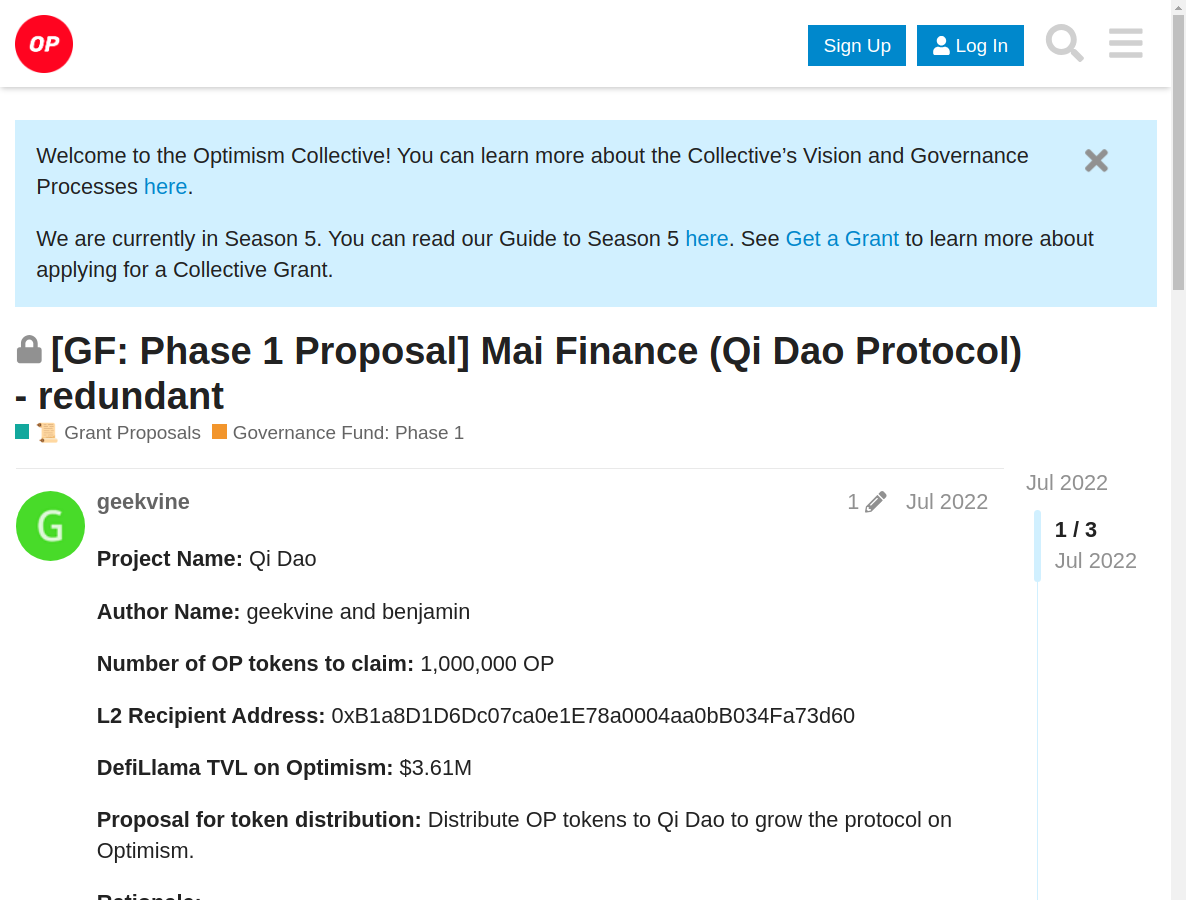 OP
Sign Up
Log In
Welcome to the Optimism Collective! You can learn more about the Collective’s Vision and Governance
Processes here.
We are currently in Season 5. You can read our Guide to Season 5 here. See Get a Grant to learn more about
applying for a Collective Grant.
[GF: Phase 1 Proposal] Mai Finance (Qi Dao Protocol)
- redundant
Grant Proposals Governance Fund: Phase 1
Jul 2022
G
geekvine
1 Jul 2022
1 / 3
Jul 2022
Project Name: Qi Dao
Author Name: geekvine and benjamin
Number of OP tokens to claim: 1,000,000 OP
L2 Recipient Address: 0xB1a8D1D6Dc07ca0e1E78a0004aa0bB034Fa73d60
DefiLlama TVL on Optimism: $3.61M
Proposal for token distribution: Distribute OP tokens to Qi Dao to grow the protocol on
Optimism.
Rationale: